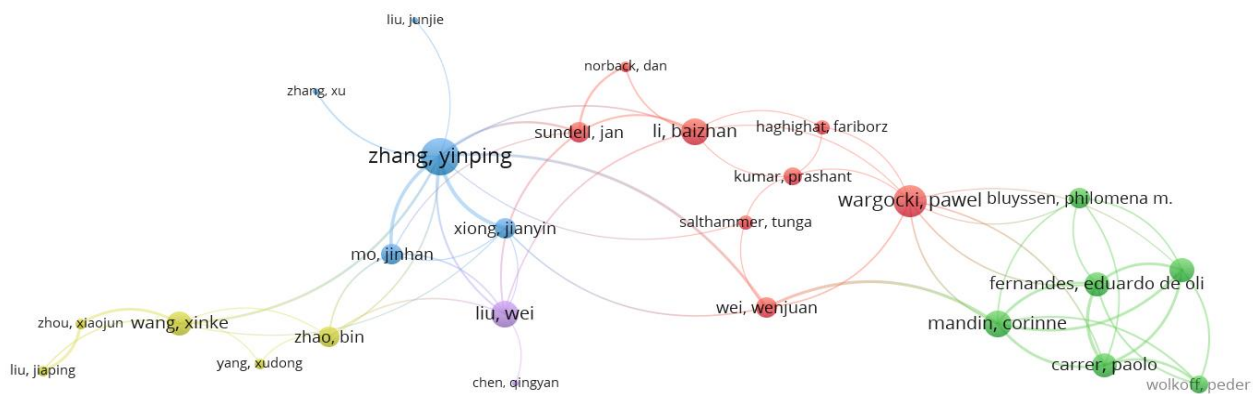 liu, junjie
norback, dan
zhang, xu
sundell, jan
li, baizhan
haghighat, fariborz
zhang, yinping
kumar, prashant
wargocki, pawel
bluyssen, philomena m.
salthammer, tunga
xiong, jianyin
mo, jinhan
fernandes, eduardo de oli
wei, wenjuan
liu, wei
zhou, xiaojun
wang, xinke
mandin, corinne
zhao, bin
yang, xudong
carrer, paolo
liu, jiaping
chen, qingyan
wolkoff, peder